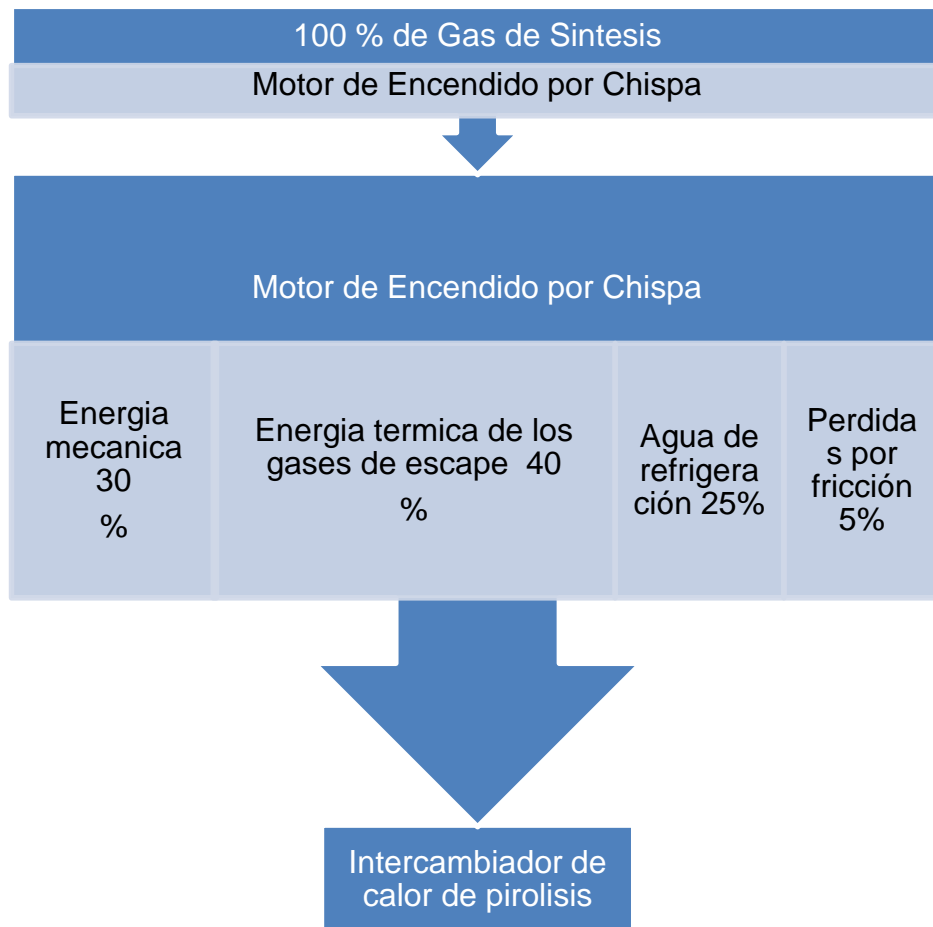 100 % de Gas de Sintesis
Motor de Encendido por Chispa
Motor de Encendido por Chispa
Energia
mecanica
30
%
Energia termica de los
gases de escape 40
%
Agua de
refrigera
ción 25%
Perdida
s por
fricción
5%
Intercambiador de
calor de pirolisis